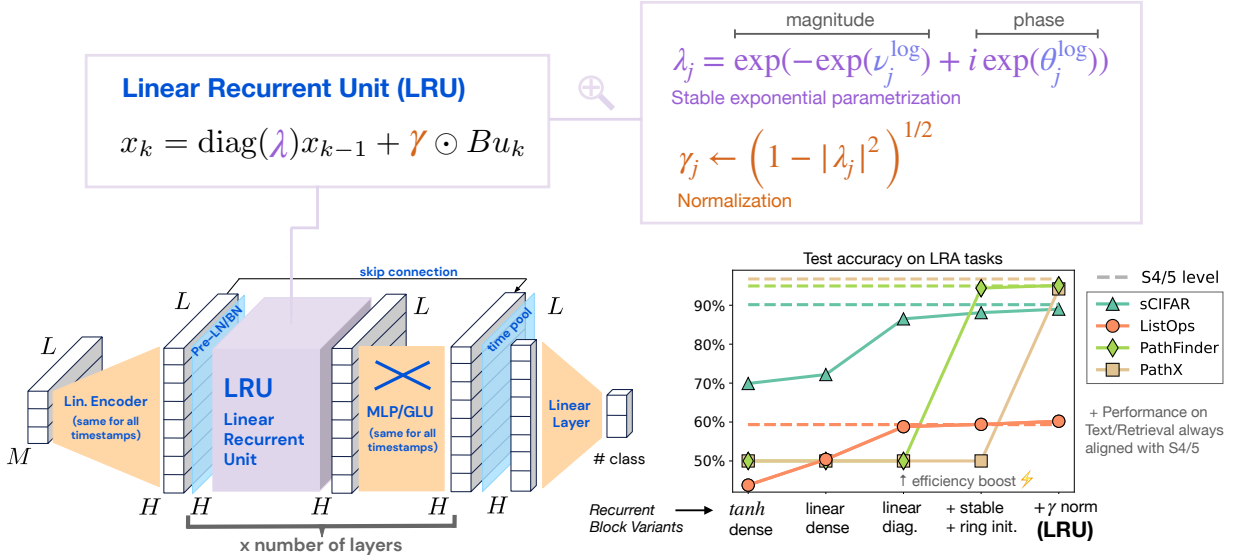 magnitude
phase
λ_j = exp(−exp(ν_j^log) + i exp(θ_j^log))
Stable exponential parametrization
γ_j ← (1 − |λ_j|²)^1/2
Normalization
Linear Recurrent Unit (LRU)
x_k = diag(λ)x_{k−1} + γ ⊙ Bu_k
skip connection
L
L
L
L
Pre-LN/BN
time pool
Lin. Encoder
(same for all
timestamps)
LRU
Linear
Recurrent
Unit
MLP/GLU
(same for all
timestamps)
Linear
Layer
# class
M
H
H
H
H
H
x number of layers
Test accuracy on LRA tasks
90%
80%
70%
60%
50%
↑ efficiency boost ⚡
Recurrent
Block Variants
tanh
dense
linear
dense
linear
diag.
+ stable
+ ring init.
+ γ norm
(LRU)
S4/5 level
sCIFAR
ListOps
PathFinder
PathX
+ Performance on
Text/Retrieval always
aligned with S4/5